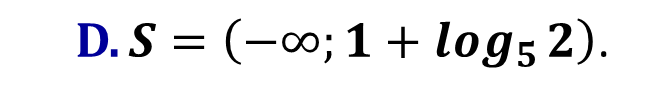 D. S = (−∞; 1 + log₅ 2).